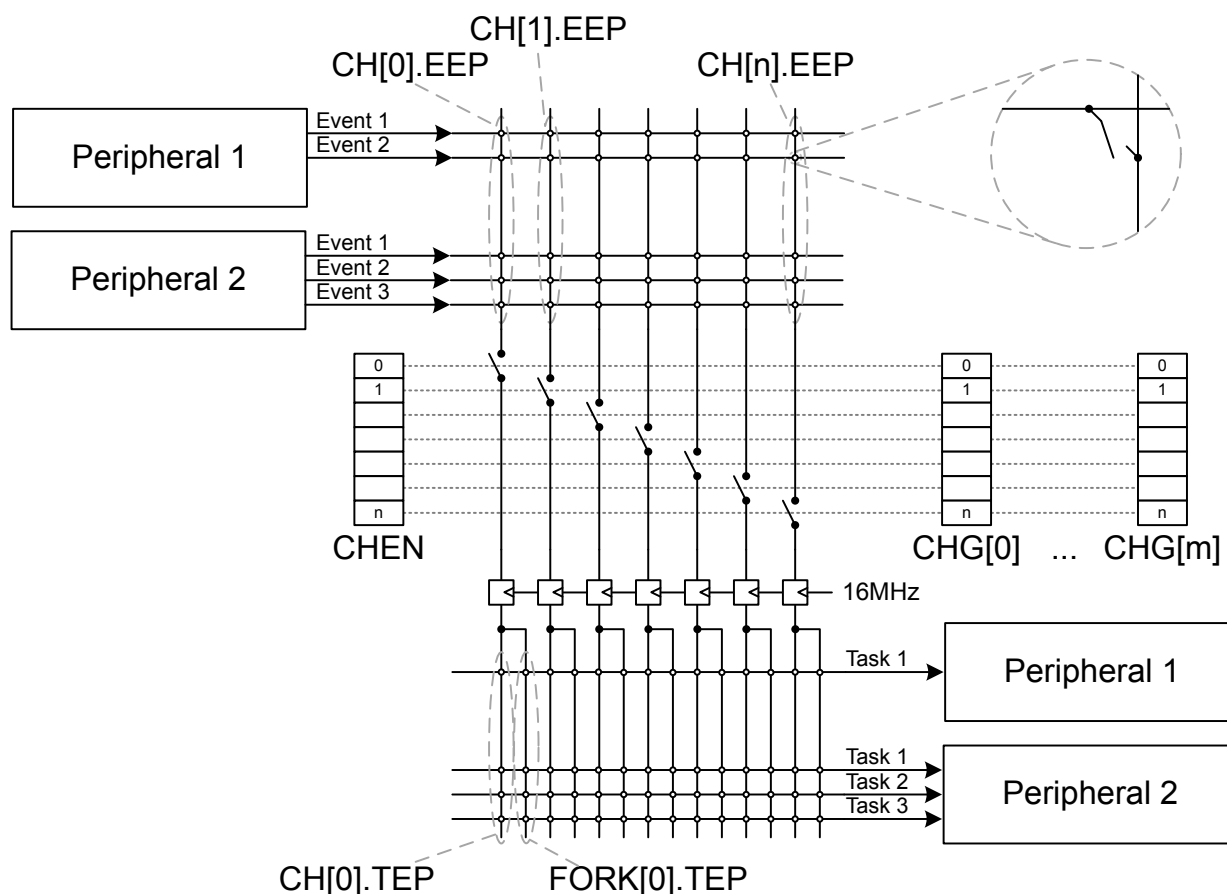 CH[1].EEP
CH[0].EEP
CH[n].EEP
Peripheral 1
Event 1
Event 2
Peripheral 2
Event 1
Event 2
Event 3
0
0
0
1
1
1
n
n
n
CHEN
CHG[0]
...
CHG[m]
16MHz
Task 1
Peripheral 1
Task 1
Task 2
Task 3
Peripheral 2
CH[0].TEP
FORK[0].TEP